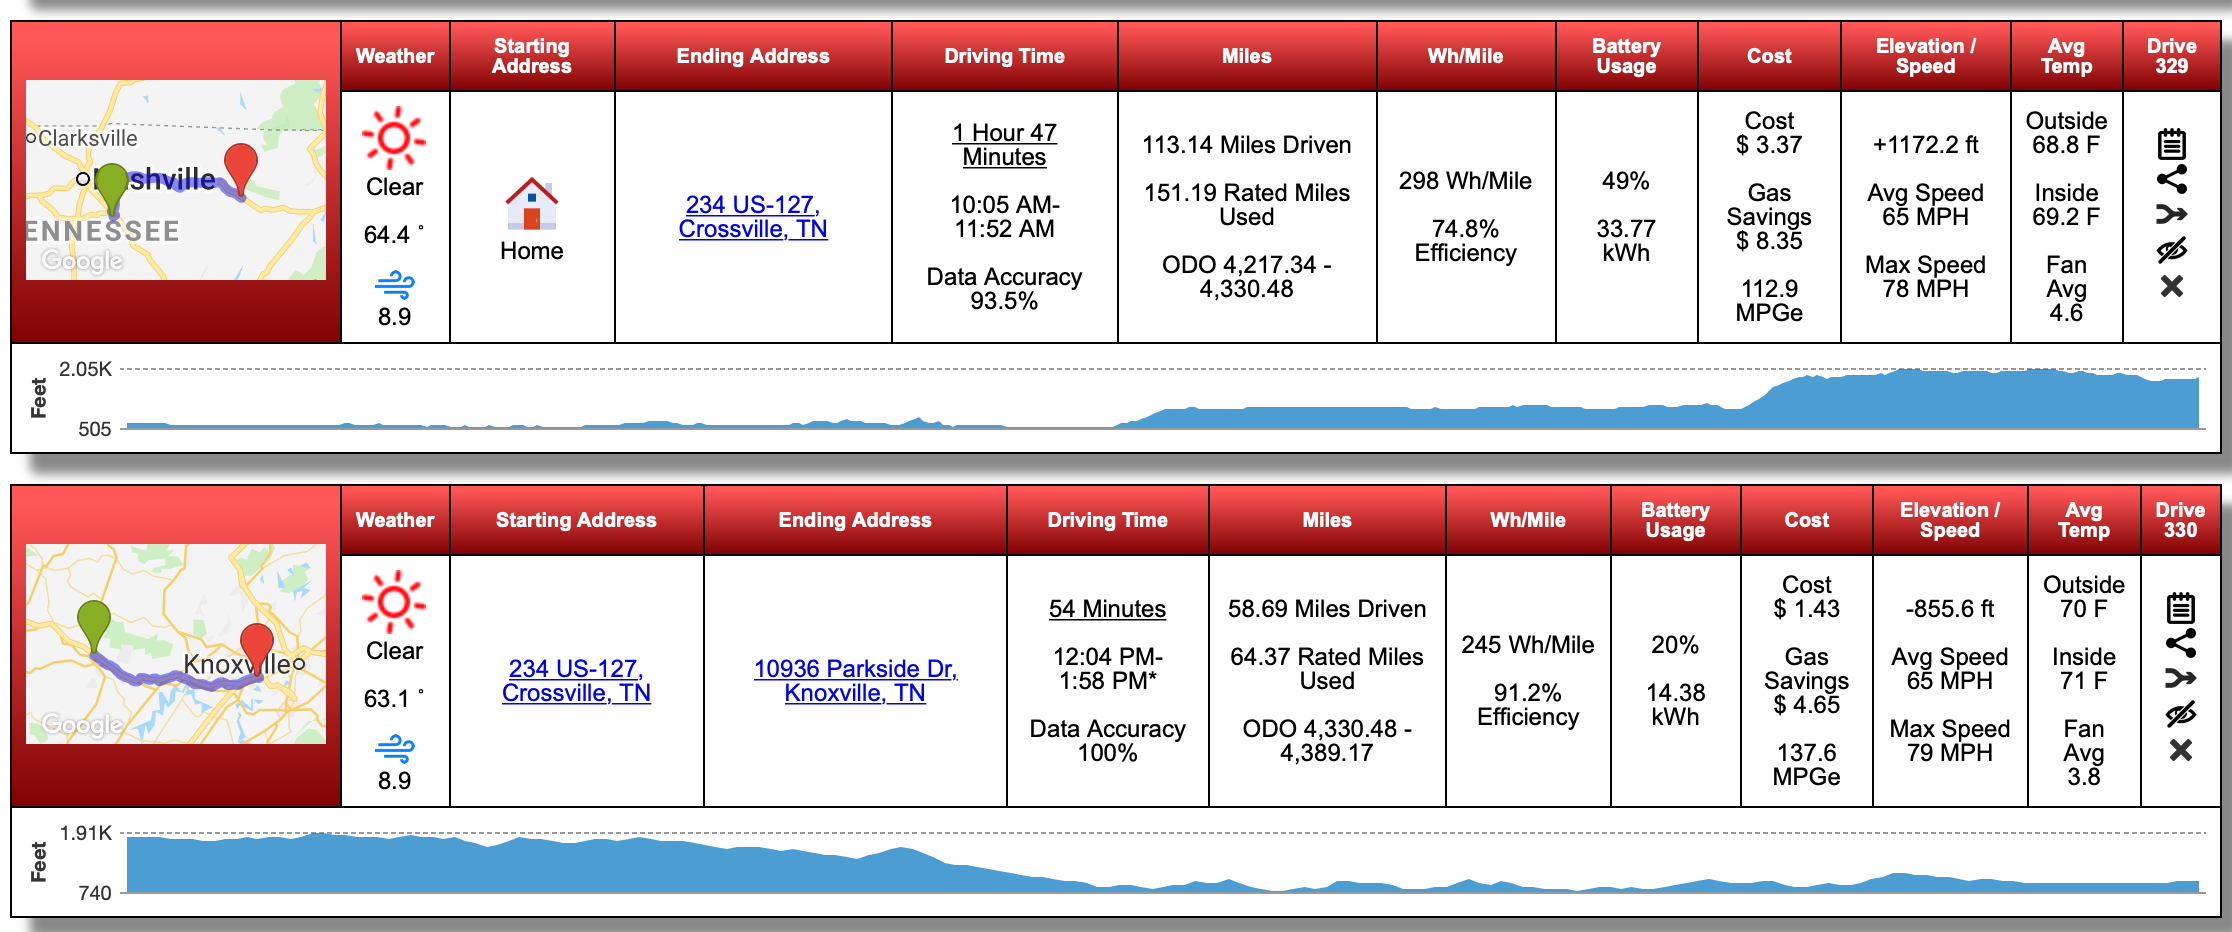 Weather
Starting
Address
Ending Address
Driving Time
Miles
Wh/Mile
Battery
Usage
Cost
Elevation /
Speed
Avg
Temp
Drive
329
Clarksville
ENNESSEE
Google
Clear
64.4 °
8.9
Home
234 US-127,
Crossville, TN
1 Hour 47
Minutes
10:05 AM-
11:52 AM
Data Accuracy
93.5%
113.14 Miles Driven
151.19 Rated Miles
Used
ODO 4,217.34 -
4,330.48
298 Wh/Mile
74.8%
Efficiency
49%
33.77
kWh
Cost
$ 3.37
Gas
Savings
$ 8.35
112.9
MPGe
+1172.2 ft
Avg Speed
65 MPH
Max Speed
78 MPH
Outside
68.8 F
Inside
69.2 F
Fan
Avg
4.6
Feet
2.05K
505
Weather
Starting Address
Ending Address
Driving Time
Miles
Wh/Mile
Battery
Usage
Cost
Elevation /
Speed
Avg
Temp
Drive
330
Knoxville
Google
Clear
63.1 °
8.9
234 US-127,
Crossville, TN
10936 Parkside Dr,
Knoxville, TN
54 Minutes
12:04 PM-
1:58 PM*
Data Accuracy
100%
58.69 Miles Driven
64.37 Rated Miles
Used
ODO 4,330.48 -
4,389.17
245 Wh/Mile
91.2%
Efficiency
20%
14.38
kWh
Cost
$ 1.43
Gas
Savings
$ 4.65
137.6
MPGe
-855.6 ft
Avg Speed
65 MPH
Max Speed
79 MPH
Outside
70 F
Inside
71 F
Fan
Avg
3.8
Feet
1.91K
740